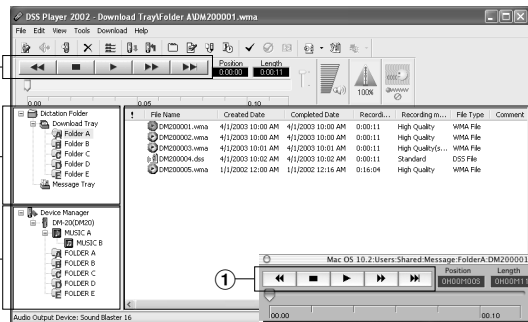 DSS Player 2002 - Download Tray\Folder A\DM200001.wma
File Edit View Tools Download Help
Position Length
0:00:00 0:00:11
100%
0.00 0.05 0.10
Dictation Folder
Download Tray
Folder A
Folder B
Folder C
Folder D
Folder E
Message Tray
! File Name Created Date Completed Date Recordi... Recording m... File Type Comment
DM200001.wma 4/1/2003 10:00 AM 4/1/2003 10:00 AM 0:00:11 High Quality WMA File
DM200002.wma 4/1/2003 10:00 AM 4/1/2003 10:00 AM 0:00:11 High Quality WMA File
DM200003.wma 4/1/2003 10:01 AM 4/1/2003 10:01 AM 0:00:11 High Quality(s... WMA File
DM200004.dss 4/1/2003 10:02 AM 4/1/2003 10:02 AM 0:00:11 Standard DSS File
DM200005.wma 1/1/2002 12:00 AM 1/1/2002 12:16 AM 0:16:04 High Quality WMA File
Device Manager
DM-20(DM20)
MUSIC A
MUSIC B
FOLDER A
FOLDER B
FOLDER C
FOLDER D
FOLDER E
Audio Output Device: Sound Blaster 16
Mac OS 10.2:Users:Shared:Message:FolderA:DM200001
1
Position Length
0H00M00S 0H00M11
00.00 00.10